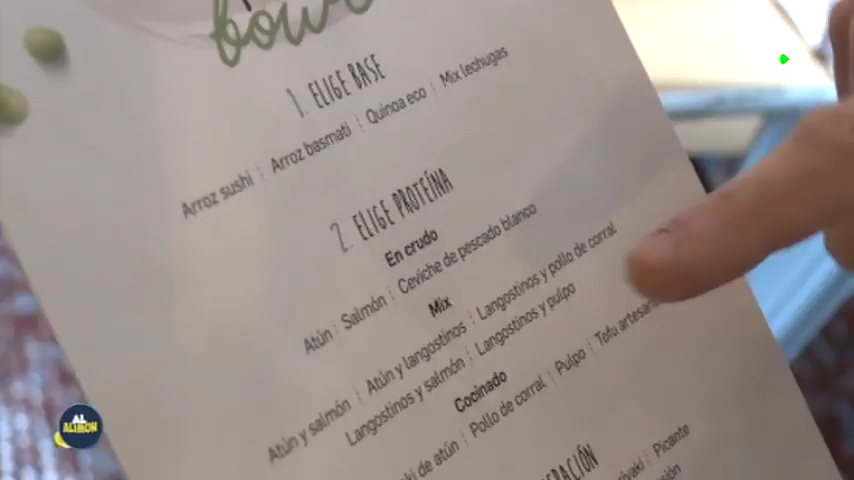 bowl
1. ELIGE BASE
Arroz sushi | Arroz basmati | Quinoa eco | Mix lechugas
2. ELIGE PROTEÍNA
En crudo
Atún | Salmón | Ceviche de pescado blanco
Mix
Atún y salmón | Atún y langostinos | Langostinos y pollo de corral
Langostinos y salmón | Langostinos y pulpo
Cocinado
de atún | Pollo de corral | Pulpo | Tofu
Picante
AL
ALIMÓN